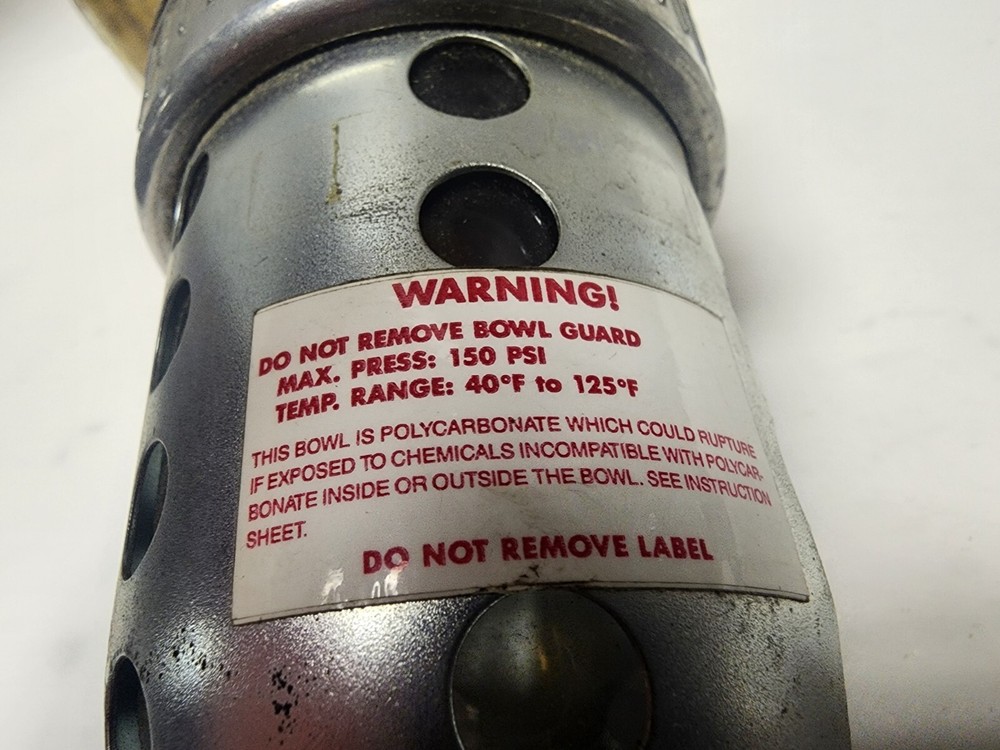 WARNING!
DO NOT REMOVE BOWL GUARD
MAX. PRESS: 150 PSI
TEMP. RANGE: 40°F to 125°F
THIS BOWL IS POLYCARBONATE WHICH COULD RUPTURE
IF EXPOSED TO CHEMICALS INCOMPATIBLE WITH POLYCAR-
BONATE INSIDE OR OUTSIDE THE BOWL. SEE INSTRUCTION
SHEET.
DO NOT REMOVE LABEL